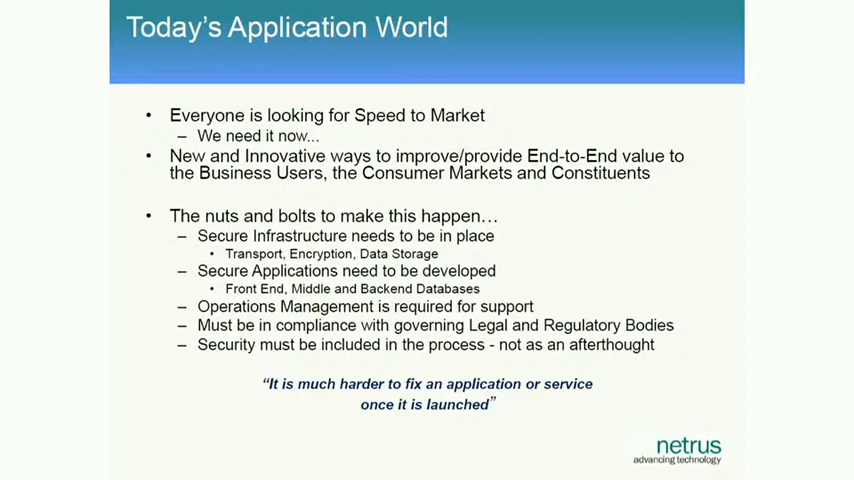 Today's Application World
• Everyone is looking for Speed to Market
– We need it now...
• New and Innovative ways to improve/provide End-to-End value to
the Business Users, the Consumer Markets and Constituents
• The nuts and bolts to make this happen…
– Secure Infrastructure needs to be in place
• Transport, Encryption, Data Storage
– Secure Applications need to be developed
• Front End, Middle and Backend Databases
– Operations Management is required for support
– Must be in compliance with governing Legal and Regulatory Bodies
– Security must be included in the process - not as an afterthought
“It is much harder to fix an application or service
once it is launched”
netrus
advancing technology